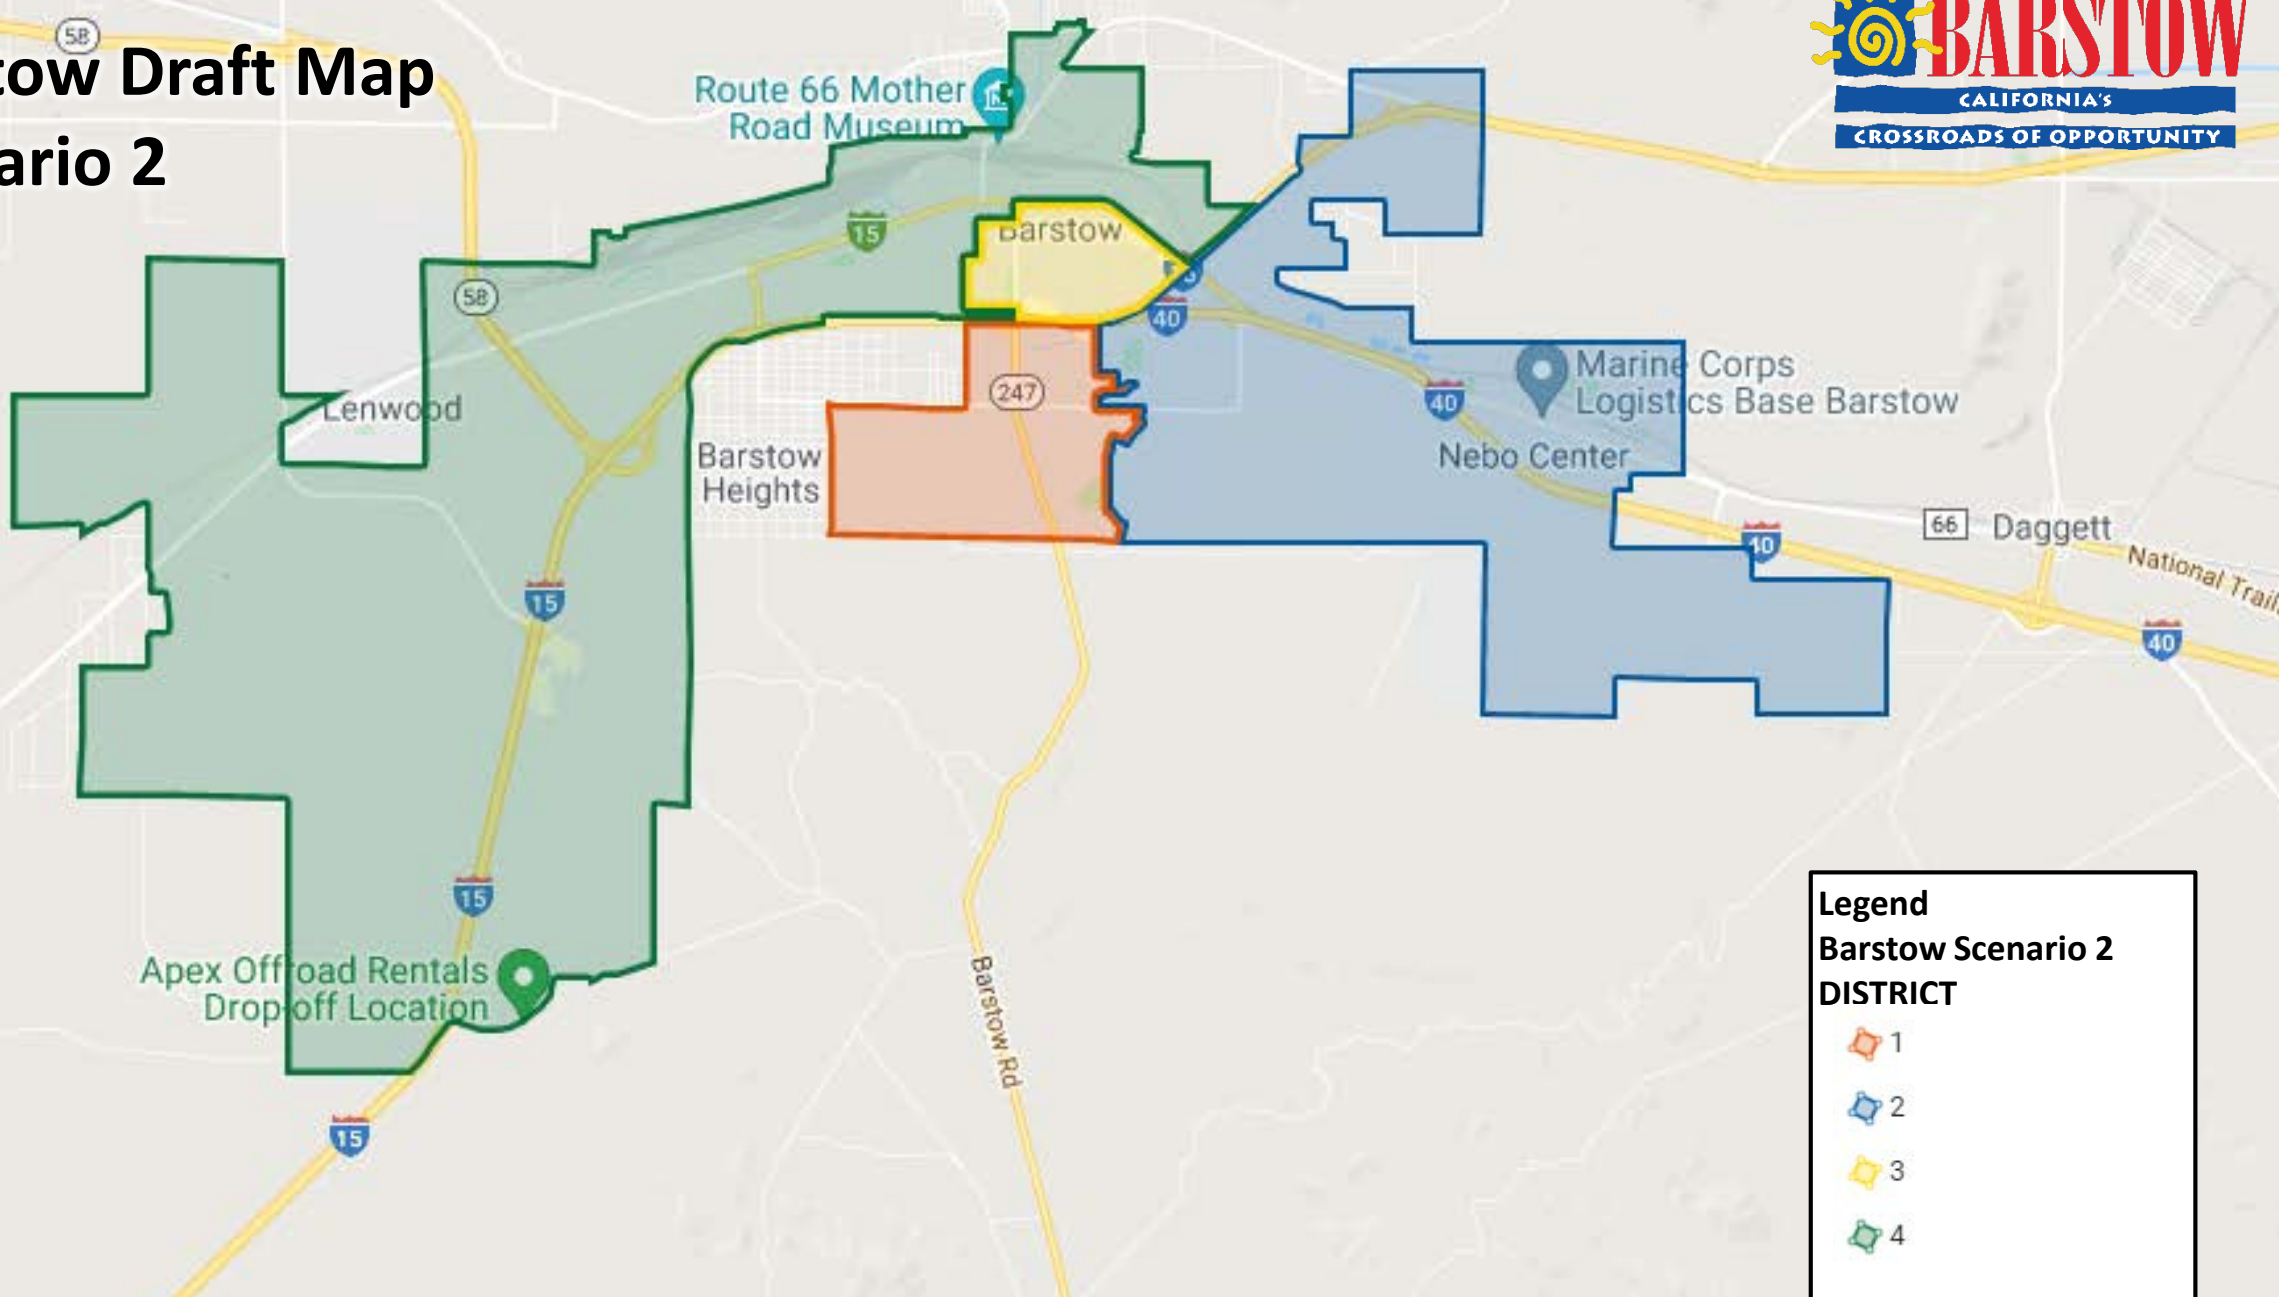 58
tow Draft Map
ario 2
BARSTOW
CALIFORNIA'S
CROSSROADS OF OPPORTUNITY
Route 66 Mother
Road Museum
15
Barstow
58
40
Lenwood
247
Marine Corps
Logistics Base Barstow
40
Barstow
Heights
Nebo Center
66
Daggett
40
National Trail
15
40
15
Apex Offroad Rentals
Drop off Location
Barstow Rd
15
Legend
Barstow Scenario 2
DISTRICT
1
2
3
4